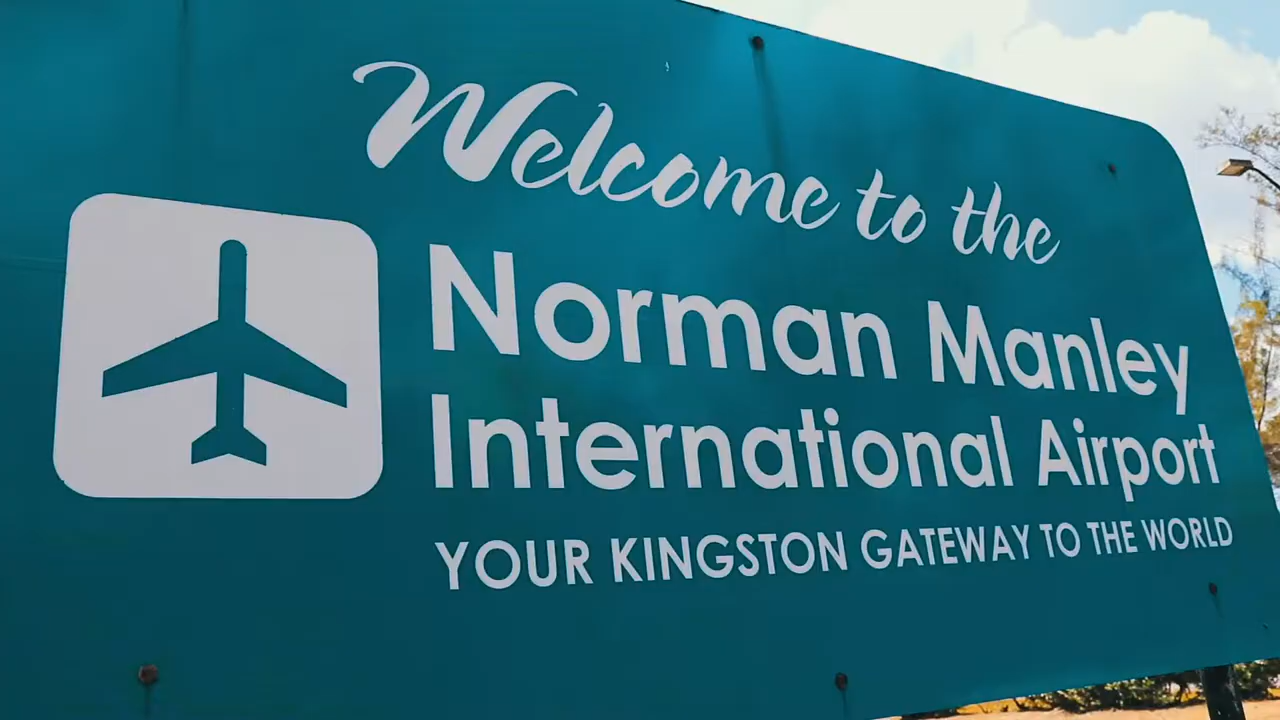 Welcome to the
Norman Manley
International Airport
YOUR KINGSTON GATEWAY TO THE WORLD